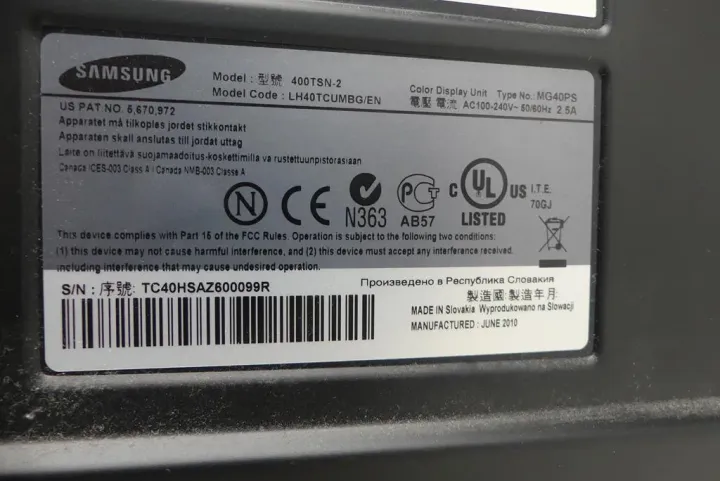 SAMSUNG
Model : 型號 400TSN-2
Model Code : LH40TCUMBG/EN
Color Display Unit Type No.: MG40PS
電壓 電流 AC100-240V~ 50/60Hz 2.5A
US PAT NO. 5,670,972
Apparatet må tilkoples jordet stikkontakt
Apparaten skall anslutas till jordat uttag
Laite on liitettävä suojamaadoitus-koskettimilla va rustettuunpistorasiaan
Canada ICES-003 Class A / Canada NMB-003 Classe A
N
CE
N363
PCT
AB57
C UL US
LISTED
I.T.E.
70GJ
This device complies with Part 15 of the FCC Rules. Operation is subject to the following two conditions:
(1) this device may not cause harmful interference, and (2) this device must accept any interference received.
including interference that may cause undesired operation.
S/N : 序號: TC40HSAZ600099R
Произведено в Республика Словакия
製造國: 製造年月:
MADE IN Slovakia Wyprodukowano na Słowacji
MANUFACTURED : JUNE 2010